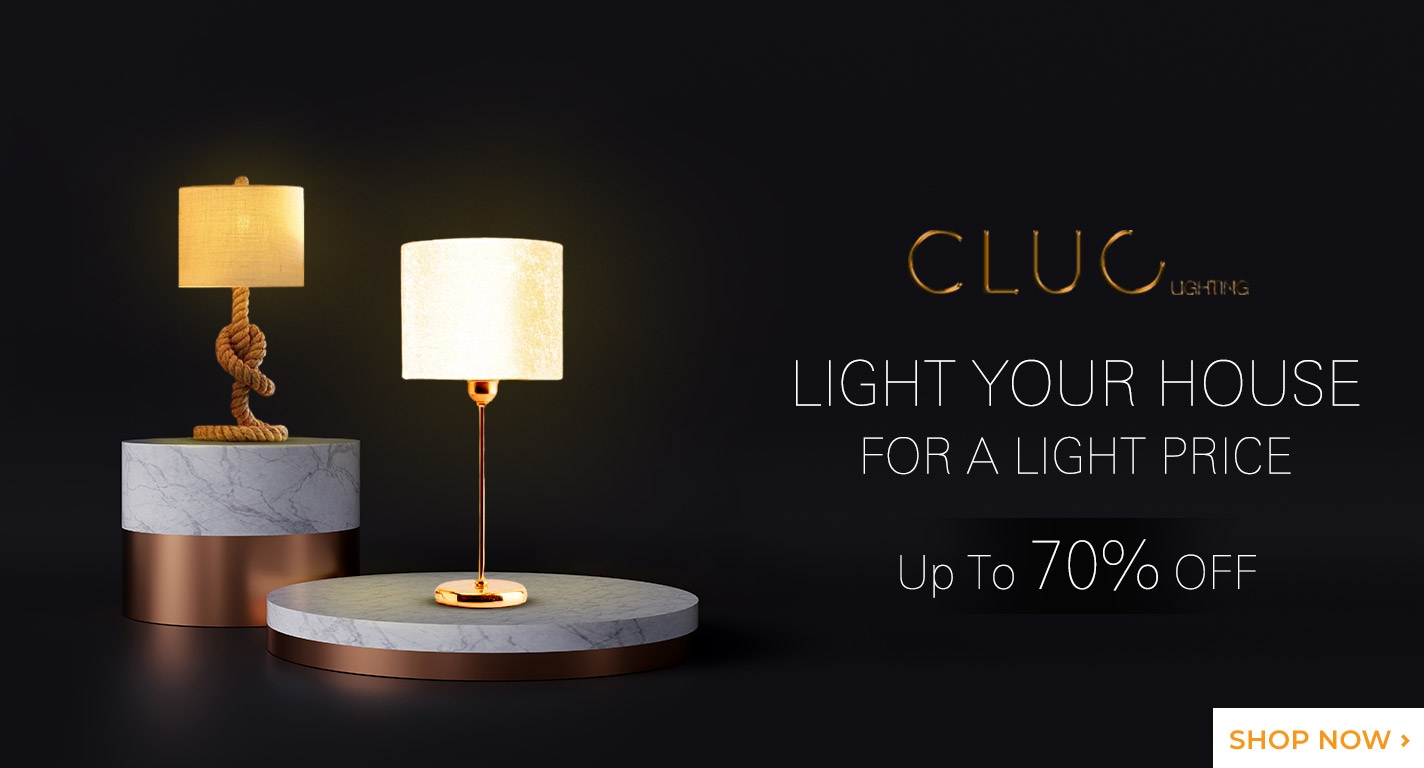 CLUC LIGHTING
LIGHT YOUR HOUSE
FOR A LIGHT PRICE
Up To 70% OFF
SHOP NOW ›